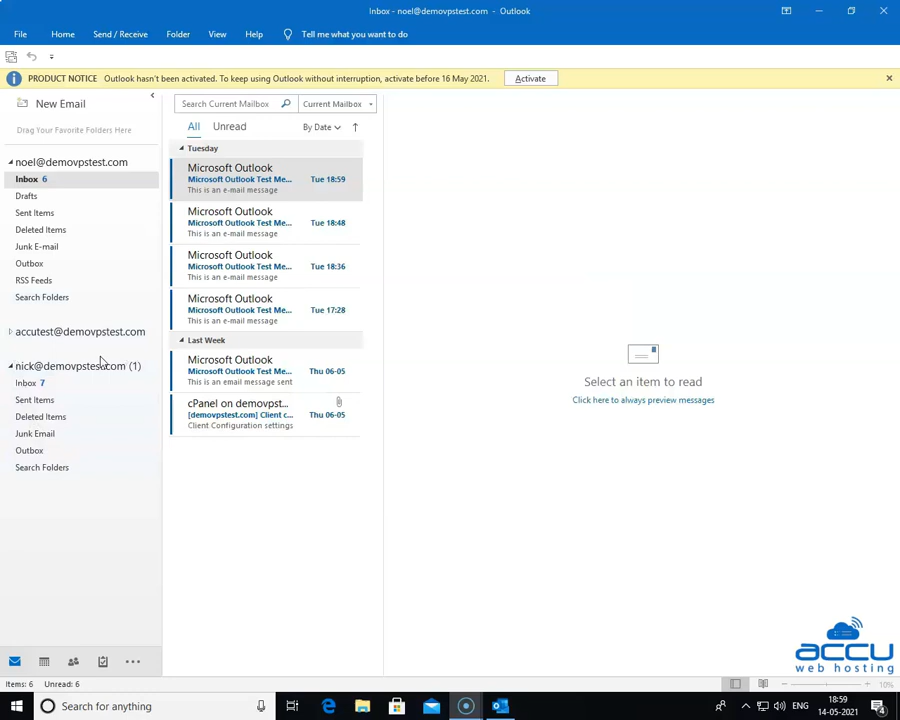 Inbox - noel@demovpstest.com - Outlook
File Home Send / Receive Folder View Help Tell me what you want to do
PRODUCT NOTICE Outlook hasn't been activated. To keep using Outlook without interruption, activate before 16 May 2021. Activate
New Email
Search Current Mailbox Current Mailbox
Drag Your Favorite Folders Here
All Unread By Date
noel@demovpstest.com
Inbox 6
Drafts
Sent Items
Deleted Items
Junk E-mail
Outbox
RSS Feeds
Search Folders
accutest@demovpstest.com
nick@demovpstest.com (1)
Inbox 7
Sent Items
Deleted Items
Junk Email
Outbox
Search Folders
Tuesday
Microsoft Outlook
Microsoft Outlook Test Me... Tue 18:59
This is an e-mail message
Microsoft Outlook
Microsoft Outlook Test Me... Tue 18:48
This is an e-mail message
Microsoft Outlook
Microsoft Outlook Test Me... Tue 18:36
This is an e-mail message
Microsoft Outlook
Microsoft Outlook Test Me... Tue 17:28
This is an e-mail message
Last Week
Microsoft Outlook
Microsoft Outlook Test Me... Thu 06-05
This is an email message sent
cPanel on demovpst...
[demovpstest.com] Client c... Thu 06-05
Client Configuration settings
Select an item to read
Click here to always preview messages
accu
web hosting
Items: 6 Unread: 6
10%
Search for anything
ENG
18:59
14-05-2021
4